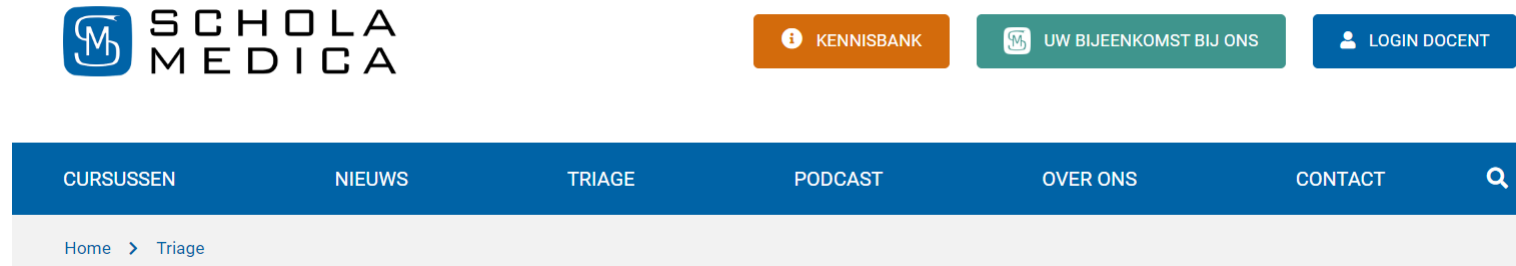 SCHOLA
MEDICA
KENNISBANK
UW BIJEENKOMST BIJ ONS
LOGIN DOCENT
CURSUSSEN NIEUWS TRIAGE PODCAST OVER ONS CONTACT
Home > Triage